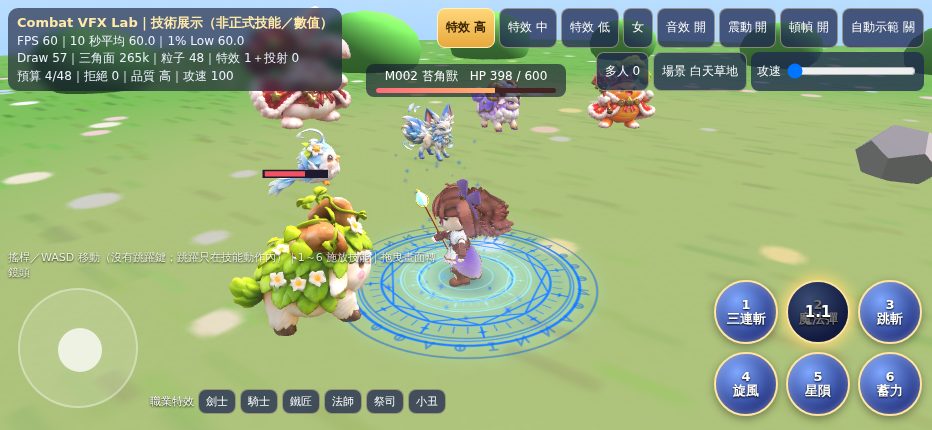 Combat VFX Lab｜技術展示（非正式技能／數值）
FPS 60｜10 秒平均 60.0｜1% Low 60.0
Draw 57｜三角面 265k｜粒子 48｜特效 1＋投射 0
預算 4/48｜拒絕 0｜品質 高｜攻速 100
特效 高
特效 中
特效 低
女
音效 開
震動 開
頓幀 開
自動示範 關
多人 0
場景 白天草地
攻速
M002 苔角獸 HP 398 / 600
搖桿／WASD 移動（沒有跳躍鍵；跳躍只在技能動作內）｜1～6 施放技能｜拖曳畫面轉
鏡頭
1
三連斬
2
魔法彈
1.1
3
跳斬
4
旋風
5
星隕
6
蓄力
職業特效
劍士
騎士
鐵匠
法師
祭司
小丑